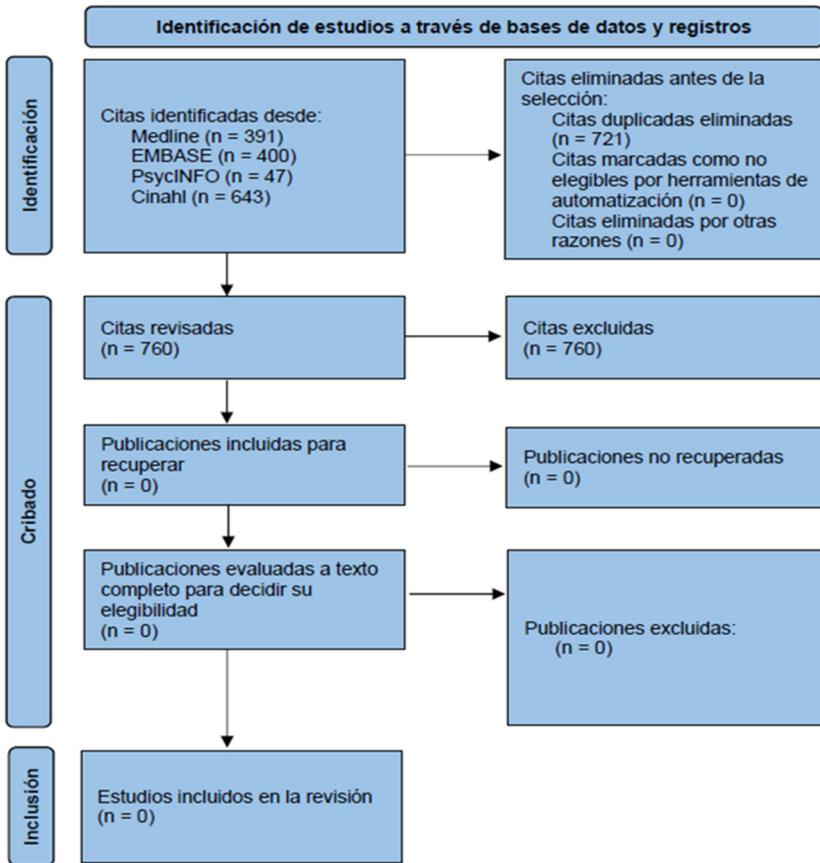 Identificación de estudios a través de bases de datos y registros
Identificación
Citas identificadas desde:
Medline (n = 391)
EMBASE (n = 400)
PsycINFO (n = 47)
Cinahl (n = 643)
Citas eliminadas antes de la
selección:
Citas duplicadas eliminadas
(n = 721)
Citas marcadas como no
elegibles por herramientas de
automatización (n = 0)
Citas eliminadas por otras
razones (n = 0)
Cribado
Citas revisadas
(n = 760)
Citas excluidas
(n = 760)
Publicaciones incluidas para
recuperar
(n = 0)
Publicaciones no recuperadas
(n = 0)
Publicaciones evaluadas a texto
completo para decidir su
elegibilidad
(n = 0)
Publicaciones excluidas:
(n = 0)
Inclusión
Estudios incluidos en la revisión
(n = 0)